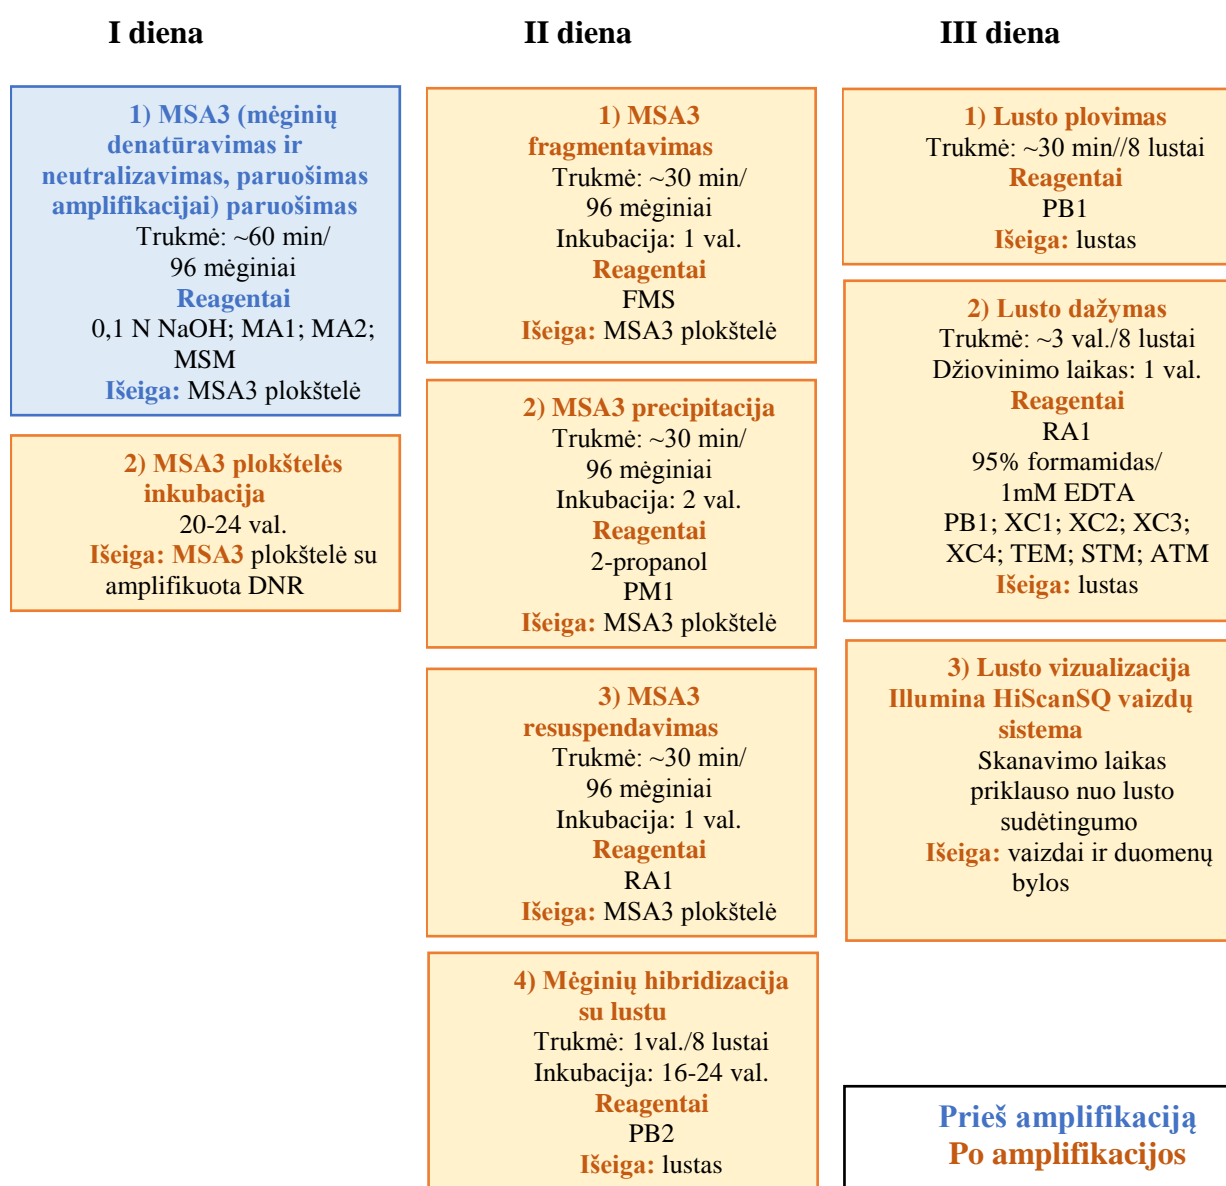 I diena
1) MSA3 (mėginių
denatūravimas ir
neutralizavimas, paruošimas
amplifikacijai) paruošimas
Trukmė: ~60 min/
96 mėginiai
Reagentai
0,1 N NaOH; MA1; MA2;
MSM
Išeiga: MSA3 plokštelė
2) MSA3 plokštelės
inkubacija
20-24 val.
Išeiga: MSA3 plokštelė su
amplifikuota DNR
II diena
1) MSA3
fragmentavimas
Trukmė: ~30 min/
96 mėginiai
Inkubacija: 1 val.
Reagentai
FMS
Išeiga: MSA3 plokštelė
2) MSA3 precipitacija
Trukmė: ~30 min/
96 mėginiai
Inkubacija: 2 val.
Reagentai
2-propanol
PM1
Išeiga: MSA3 plokštelė
3) MSA3
resuspendavimas
Trukmė: ~30 min/
96 mėginiai
Inkubacija: 1 val.
Reagentai
RA1
Išeiga: MSA3 plokštelė
4) Mėginių hibridizacija
su lustu
Trukmė: 1val./8 lustai
Inkubacija: 16-24 val.
Reagentai
PB2
Išeiga: lustas
III diena
1) Lusto plovimas
Trukmė: ~30 min//8 lustai
Reagentai
PB1
Išeiga: lustas
2) Lusto dažymas
Trukmė: ~3 val./8 lustai
Džiovinimo laikas: 1 val.
Reagentai
RA1
95% formamidas/
1mM EDTA
PB1; XC1; XC2; XC3;
XC4; TEM; STM; ATM
Išeiga: lustas
3) Lusto vizualizacija
Illumina HiScanSQ vaizdų
sistema
Skanavimo laikas
priklauso nuo lusto
sudėtingumo
Išeiga: vaizdai ir duomenų
bylos
Prieš amplifikaciją
Po amplifikacijos